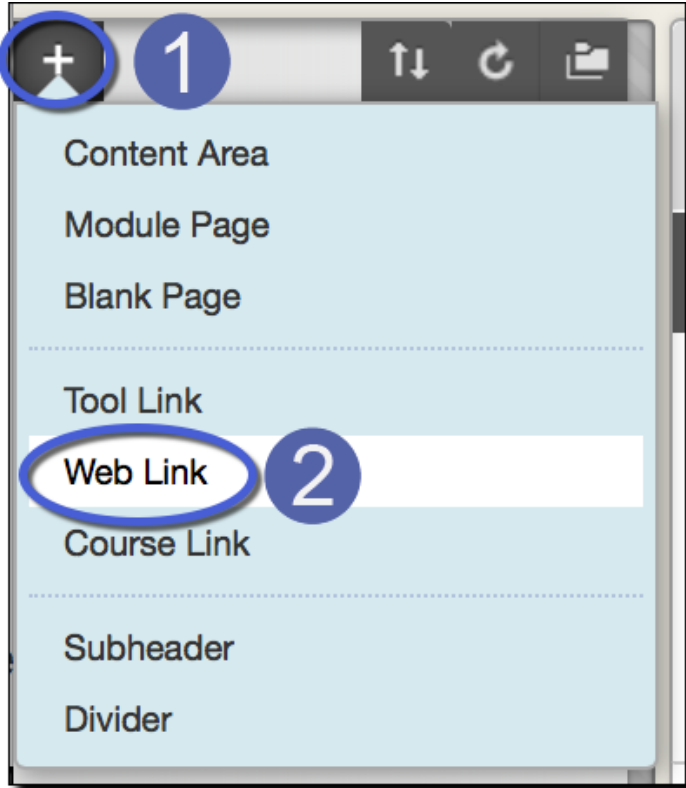 + 1
Content Area
Module Page
Blank Page
Tool Link
Web Link 2
Course Link
Subheader
Divider